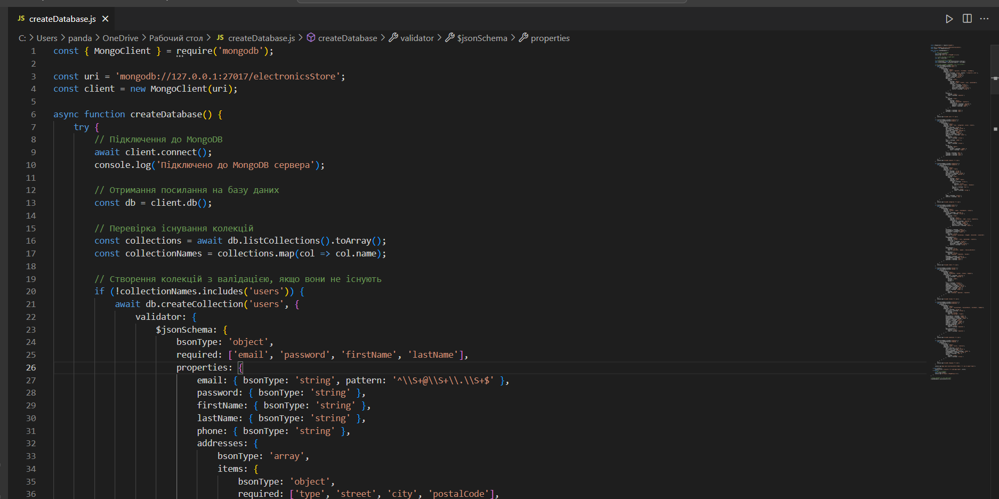 JS createDatabase.js
C: > Users > panda > OneDrive > Рабочий стол > JS createDatabase.js > createDatabase > validator > $jsonSchema > properties
1 const { MongoClient } = require('mongodb');
2
3 const uri = 'mongodb://127.0.0.1:27017/electronicsStore';
4 const client = new MongoClient(uri);
5
6 async function createDatabase() {
7 try {
8 // Підключення до MongoDB
9 await client.connect();
10 console.log('Підключено до MongoDB сервера');
11
12 // Отримання посилання на базу даних
13 const db = client.db();
14
15 // Перевірка існування колекцій
16 const collections = await db.listCollections().toArray();
17 const collectionNames = collections.map(col => col.name);
18
19 // Створення колекцій з валідацією, якщо вони не існують
20 if (!collectionNames.includes('users')) {
21 await db.createCollection('users', {
22 validator: {
23 $jsonSchema: {
24 bsonType: 'object',
25 required: ['email', 'password', 'firstName', 'lastName'],
26 properties: {
27 email: { bsonType: 'string', pattern: '^\\S+@\\S+\\.\\S+$' },
28 password: { bsonType: 'string' },
29 firstName: { bsonType: 'string' },
30 lastName: { bsonType: 'string' },
31 phone: { bsonType: 'string' },
32 addresses: {
33 bsonType: 'array',
34 items: {
35 bsonType: 'object',
36 required: ['type', 'street', 'city', 'postalCode'],